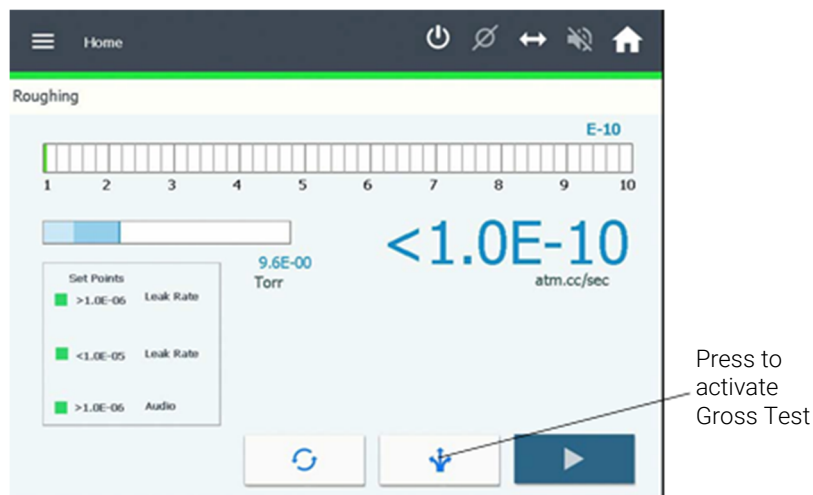 Home
Roughing
E-10
1 2 3 4 5 6 7 8 9 10
<1.0E-10
9.6E-00
Torr
atm.cc/sec
Set Points
>1.0E-06 Leak Rate
<1.0E-05 Leak Rate
>1.0E-06 Audio
Press to
activate
Gross Test